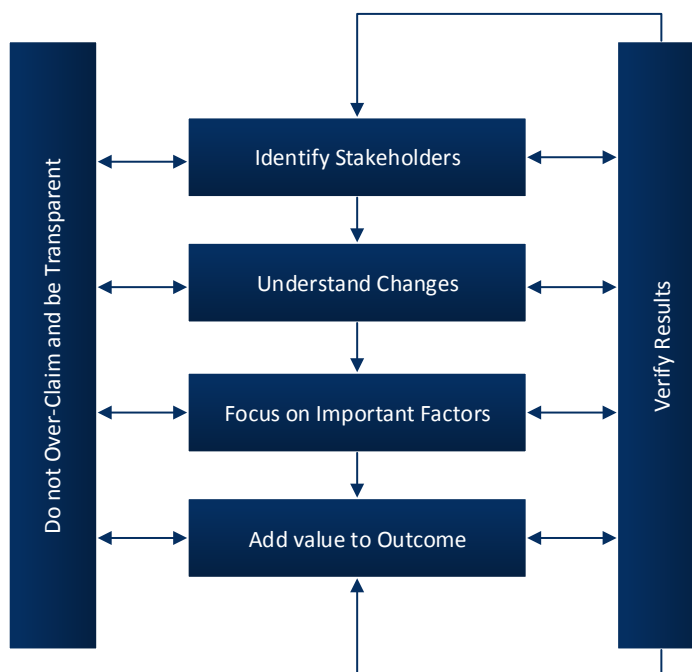 Do not Over-Claim and be Transparent
Identify Stakeholders
Understand Changes
Focus on Important Factors
Add value to Outcome
Verify Results